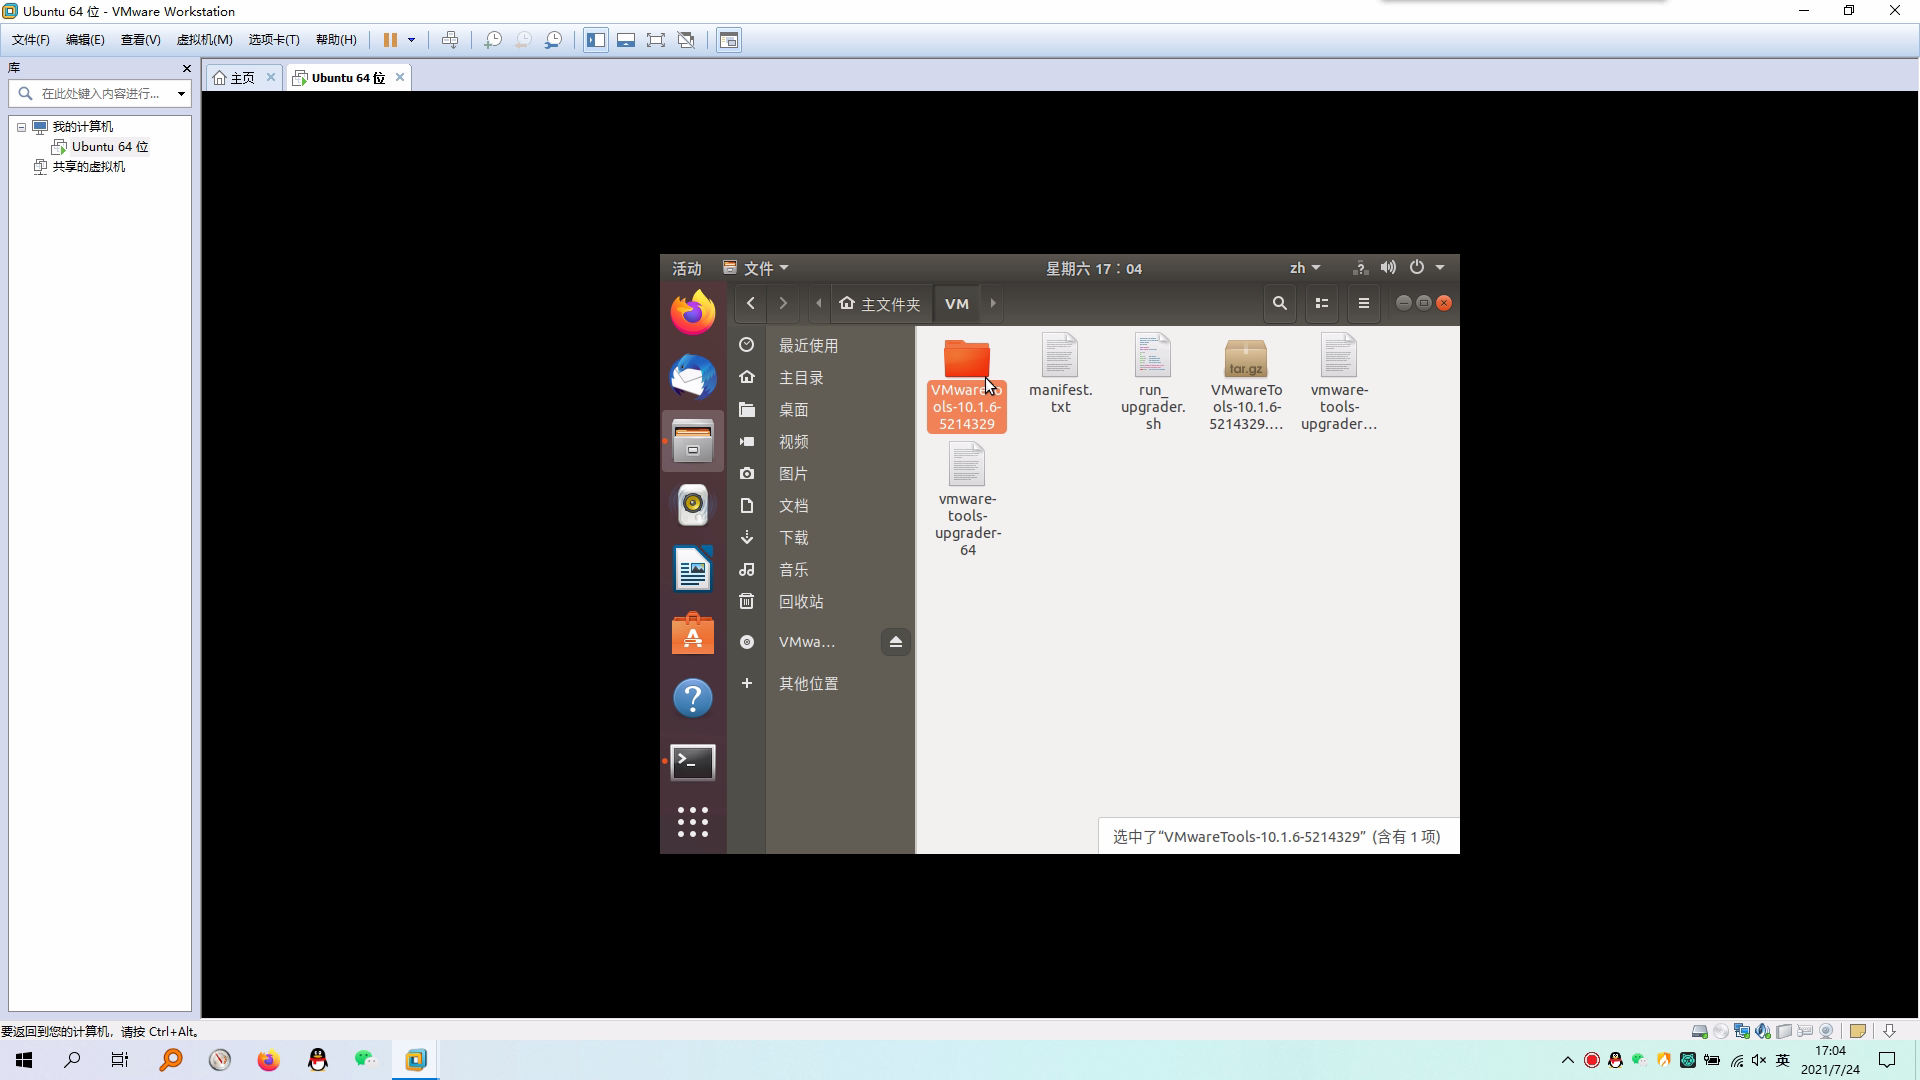 Ubuntu 64 位 - VMware Workstation
文件(F) 编辑(E) 查看(V) 虚拟机(M) 选项卡(T) 帮助(H)
库
主页
Ubuntu 64 位
在此处键入内容进行...
我的计算机
Ubuntu 64 位
共享的虚拟机
活动 文件 星期六 17：04 zh
主文件夹 VM
最近使用
主目录
桌面
视频
图片
文档
下载
音乐
回收站
VMwa...
其他位置
VMwareTo
ols-10.1.6-
5214329
manifest.
txt
run_
upgrader.
sh
tar.gz
VMwareTo
ols-10.1.6-
5214329....
vmware-
tools-
upgrader...
vmware-
tools-
upgrader-
64
选中了“VMwareTools-10.1.6-5214329” (含有 1 项)
要返回到您的计算机，请按 Ctrl+Alt。
英
17:04
2021/7/24